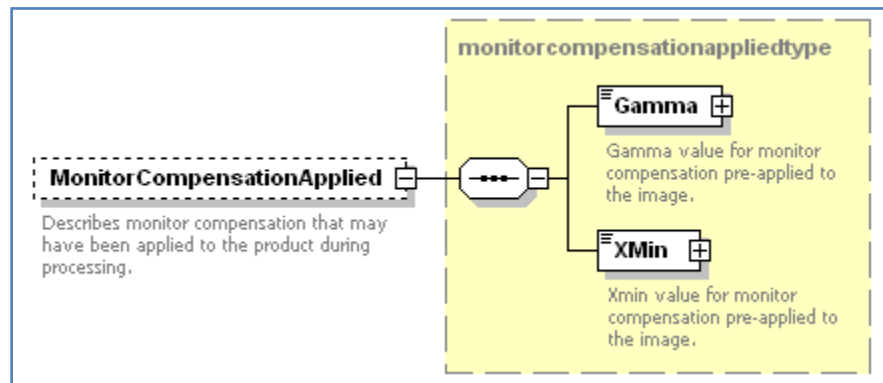 monitorcompensationappliedtype
Gamma
Gamma value for monitor
compensation pre-applied to
the image.
MonitorCompensationApplied
Describes monitor compensation that may
have been applied to the product during
processing.
XMin
Xmin value for monitor
compensation pre-applied to
the image.